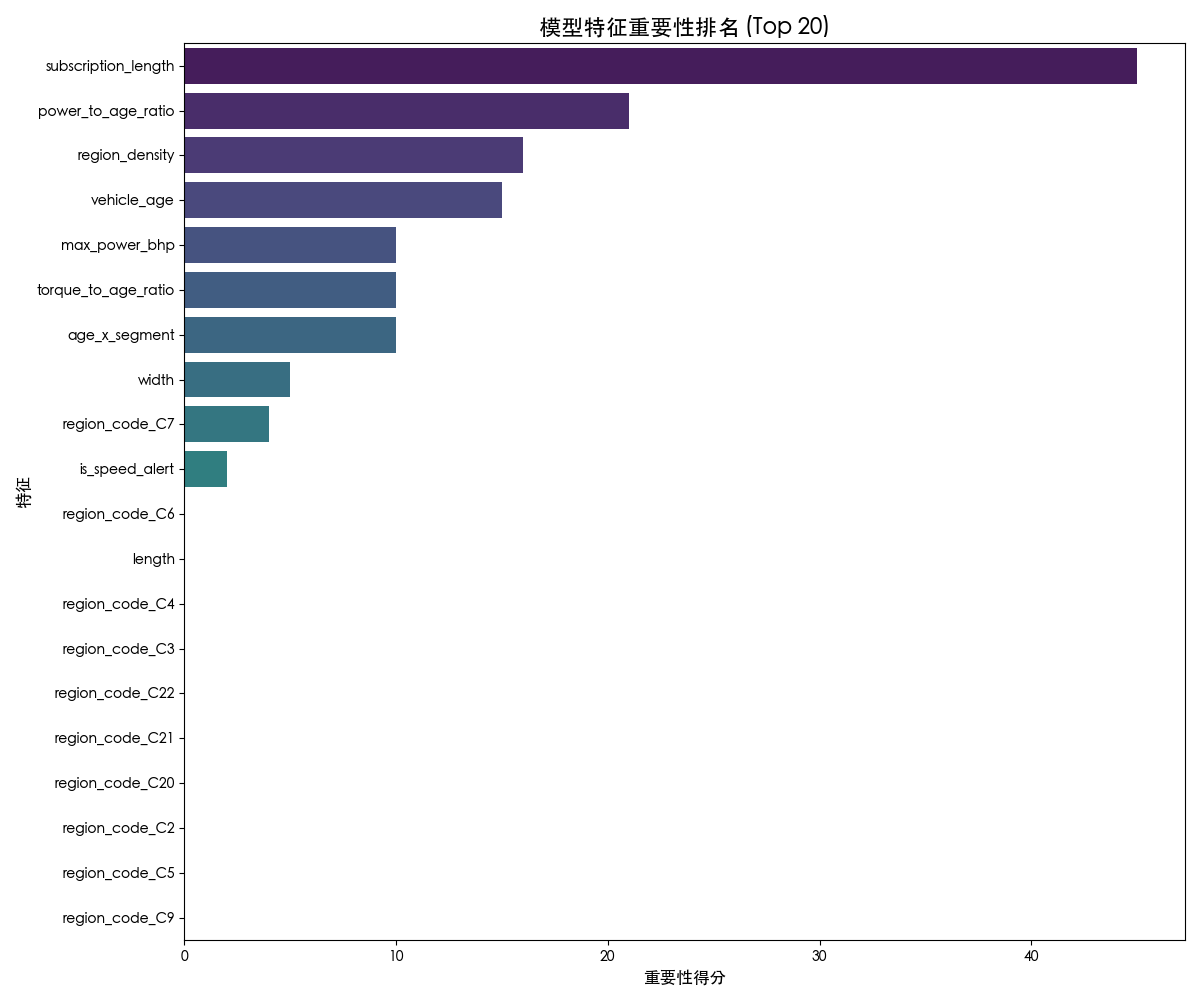 模型特征重要性排名 (Top 20)
subscription_length
power_to_age_ratio
region_density
vehicle_age
max_power_bhp
torque_to_age_ratio
age_x_segment
width
region_code_C7
is_speed_alert
region_code_C6
length
region_code_C4
region_code_C3
region_code_C22
region_code_C21
region_code_C20
region_code_C2
region_code_C5
region_code_C9
特征
0 10 20 30 40
重要性得分